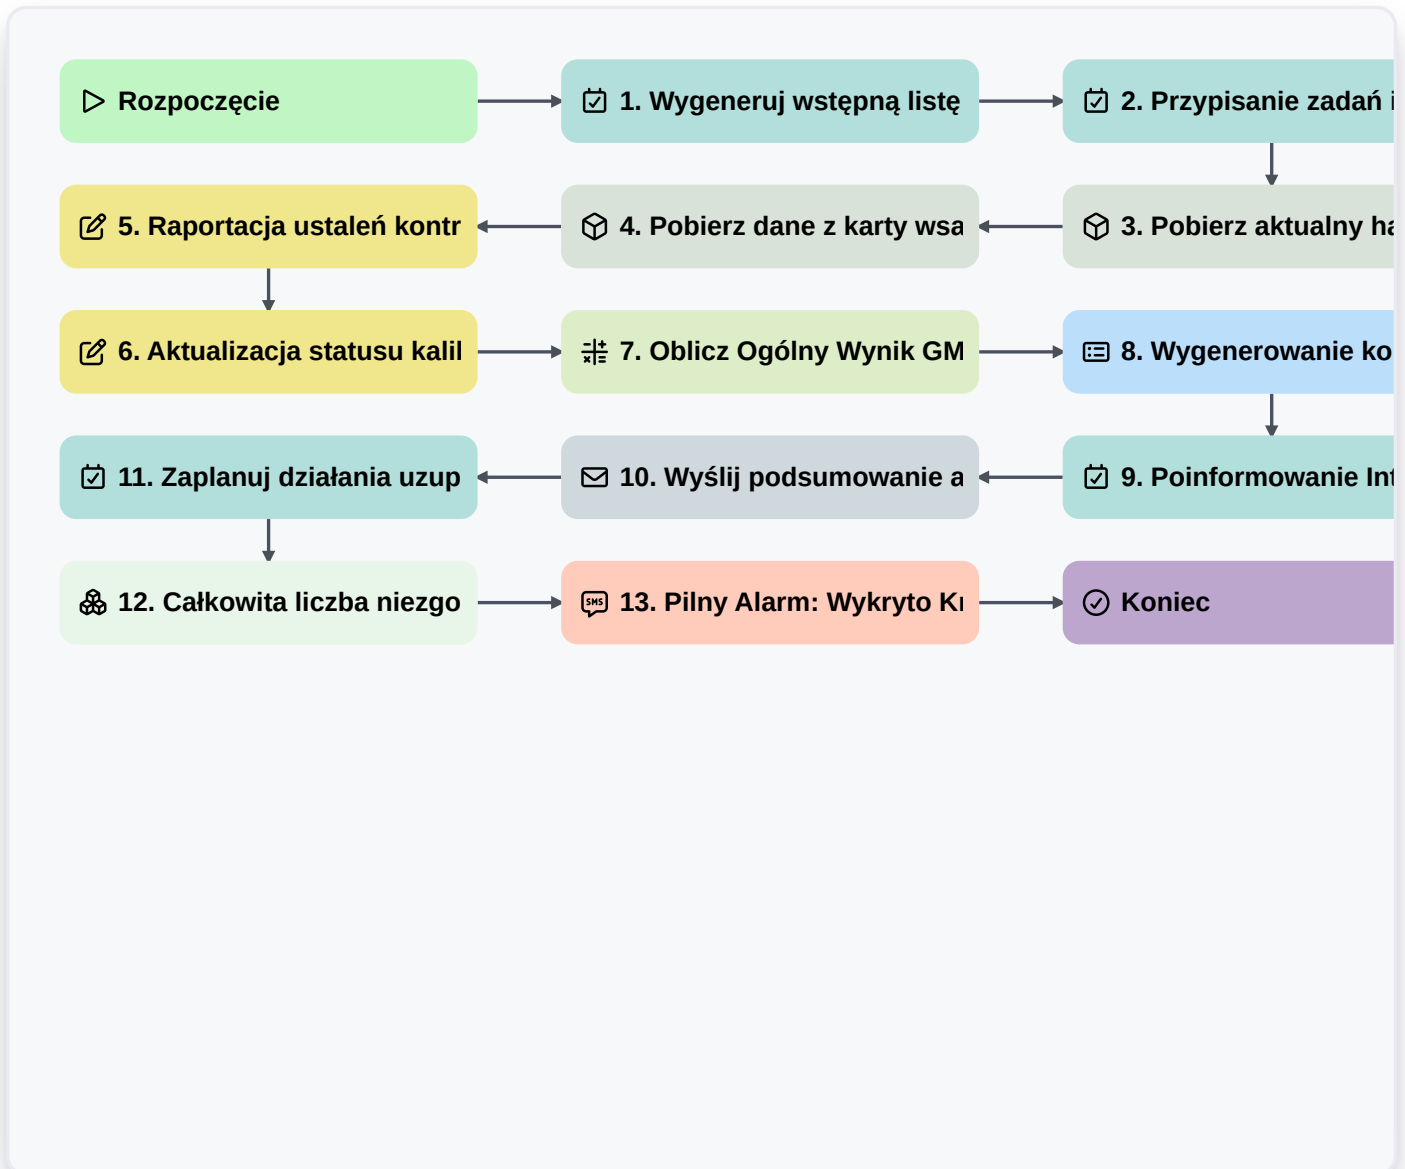 Rozpoczęcie
1. Wygeneruj wstępną listę
2. Przypisanie zadań
5. Raportacja ustaleń kontr
4. Pobierz dane z karty wsa
3. Pobierz aktualny ha
6. Aktualizacja statusu kalil
7. Oblicz Ogólny Wynik GM
8. Wygenerowanie ko
11. Zaplanuj działania uzup
10. Wyślij podsumowanie a
9. Poinformowanie Int
12. Całkowita liczba niezgo
SMS
13. Pilny Alarm: Wykryto
Koniec